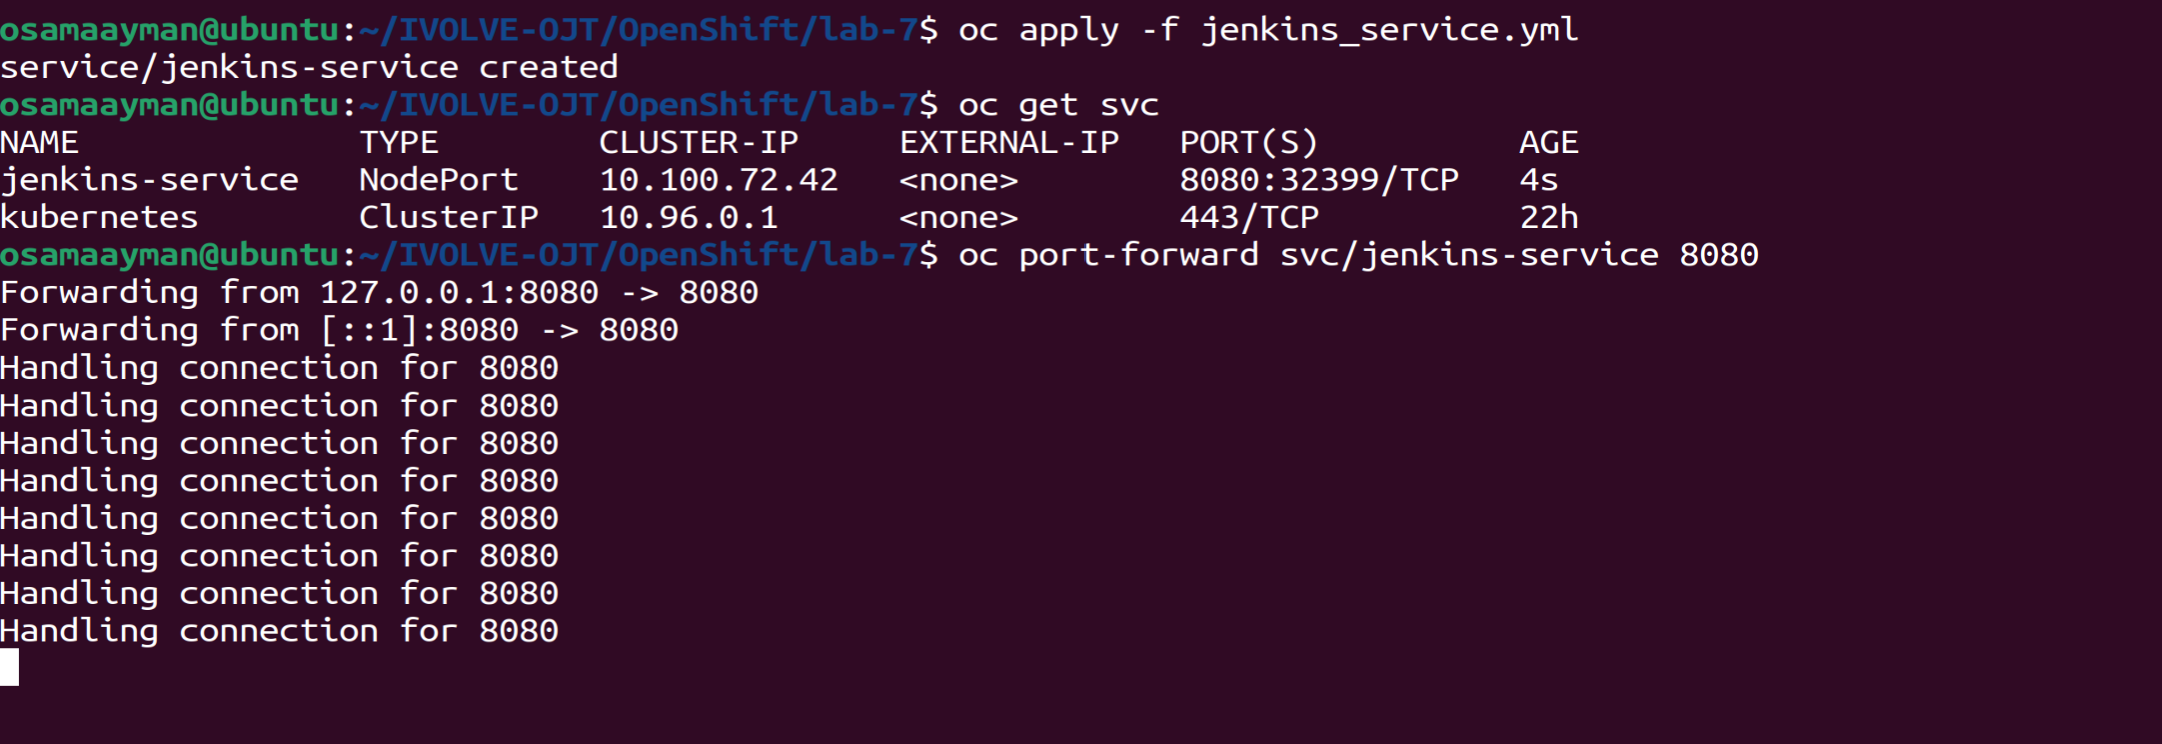 osamaayman@ubuntu:~/IVOLVE-OJT/OpenShift/lab-7$ oc apply -f jenkins_service.yml
service/jenkins-service created
osamaayman@ubuntu:~/IVOLVE-OJT/OpenShift/lab-7$ oc get svc
NAME              TYPE        CLUSTER-IP     EXTERNAL-IP   PORT(S)          AGE
jenkins-service   NodePort    10.100.72.42   <none>        8080:32399/TCP   4s
kubernetes        ClusterIP   10.96.0.1      <none>        443/TCP          22h
osamaayman@ubuntu:~/IVOLVE-OJT/OpenShift/lab-7$ oc port-forward svc/jenkins-service 8080
Forwarding from 127.0.0.1:8080 -> 8080
Forwarding from [::1]:8080 -> 8080
Handling connection for 8080
Handling connection for 8080
Handling connection for 8080
Handling connection for 8080
Handling connection for 8080
Handling connection for 8080
Handling connection for 8080
Handling connection for 8080